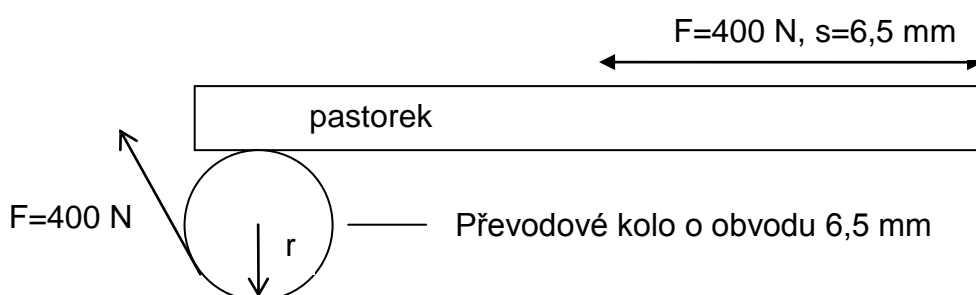 F=400 N, s=6,5 mm
pastorek
F=400 N
r
Převodové kolo o obvodu 6,5 mm